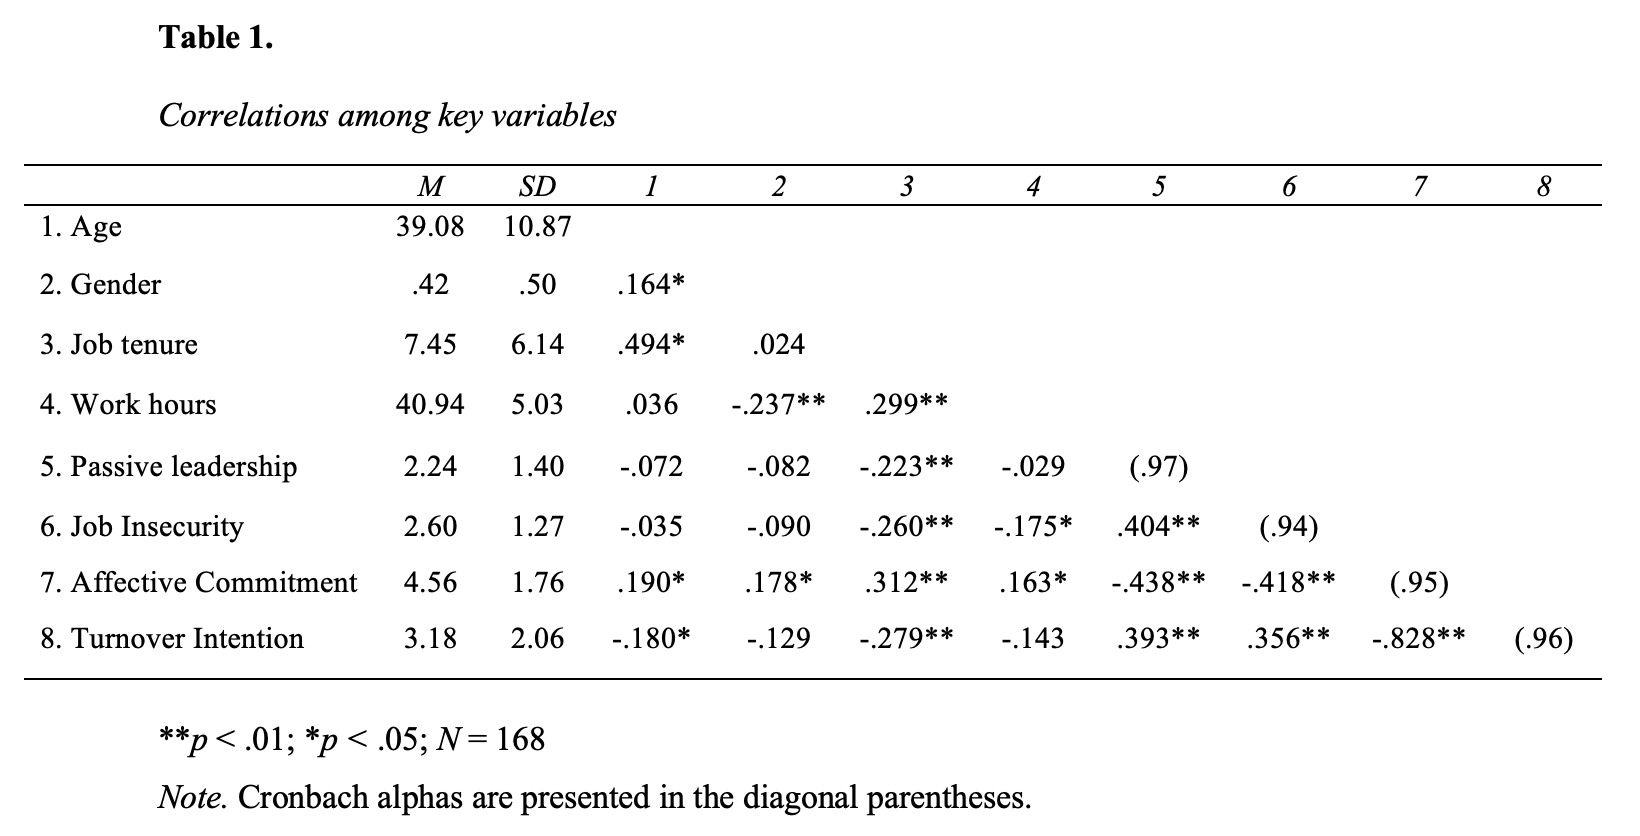 Table 1.
Correlations among key variables
M SD 1 2 3 4 5 6 7 8
1. Age 39.08 10.87
2. Gender .42 .50 .164*
3. Job tenure 7.45 6.14 .494* .024
4. Work hours 40.94 5.03 .036 -.237** .299**
5. Passive leadership 2.24 1.40 -.072 -.082 -.223** -.029 (.97)
6. Job Insecurity 2.60 1.27 -.035 -.090 -.260** -.175* .404** (.94)
7. Affective Commitment 4.56 1.76 .190* .178* .312** .163* -.438** -.418** (.95)
8. Turnover Intention 3.18 2.06 -.180* -.129 -.279** -.143 .393** .356** -.828** (.96)
**p < .01; *p < .05; N = 168
Note. Cronbach alphas are presented in the diagonal parentheses.